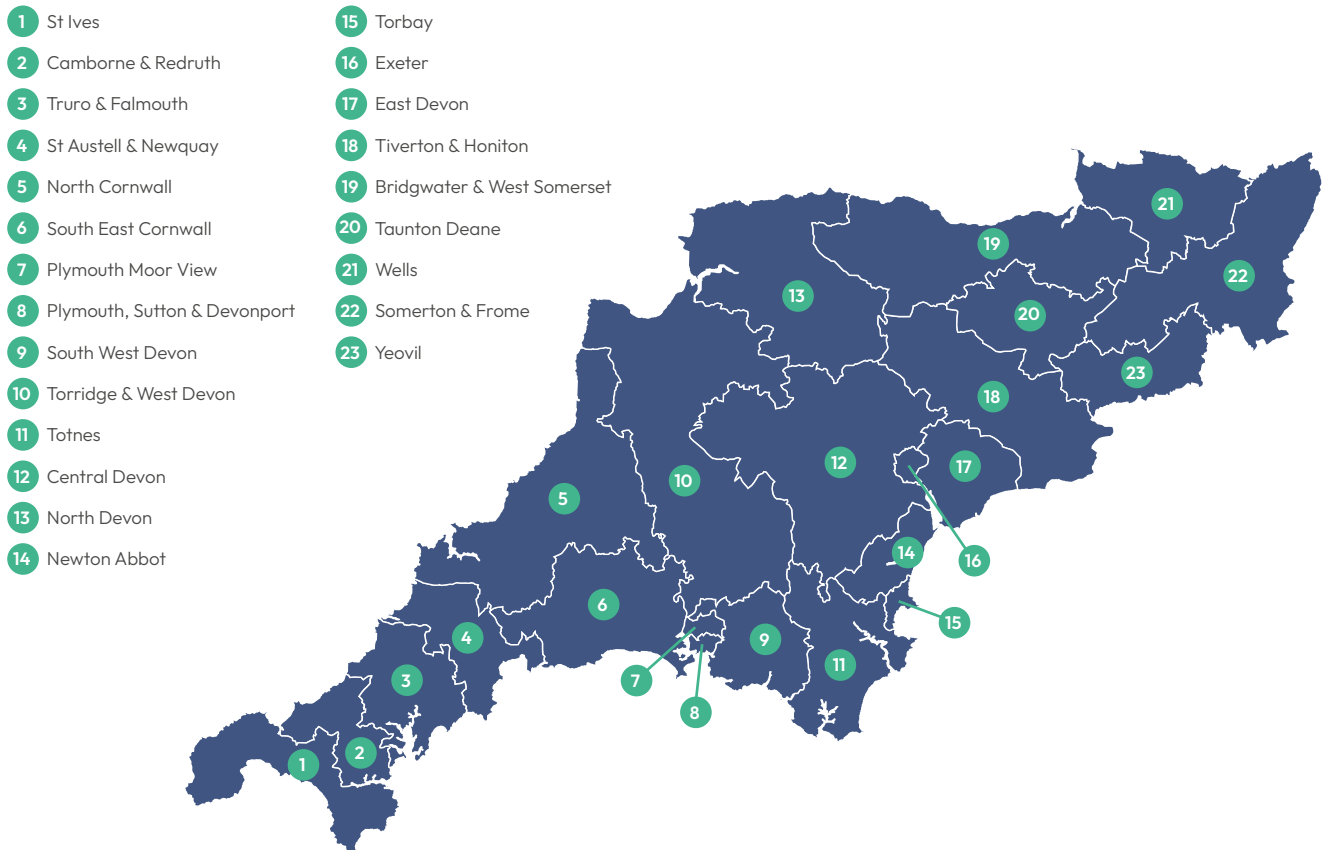 1 St Ives
2 Camborne & Redruth
3 Truro & Falmouth
4 St Austell & Newquay
5 North Cornwall
6 South East Cornwall
7 Plymouth Moor View
8 Plymouth, Sutton & Devonport
9 South West Devon
10 Torridge & West Devon
11 Totnes
12 Central Devon
13 North Devon
14 Newton Abbot
15 Torbay
16 Exeter
17 East Devon
18 Tiverton & Honiton
19 Bridgwater & West Somerset
20 Taunton Deane
21 Wells
22 Somerton & Frome
23 Yeovil
21
19
22
13
20
23
18
12
17
10
5
14
16
6
15
4
9
11
3
7
8
2
1